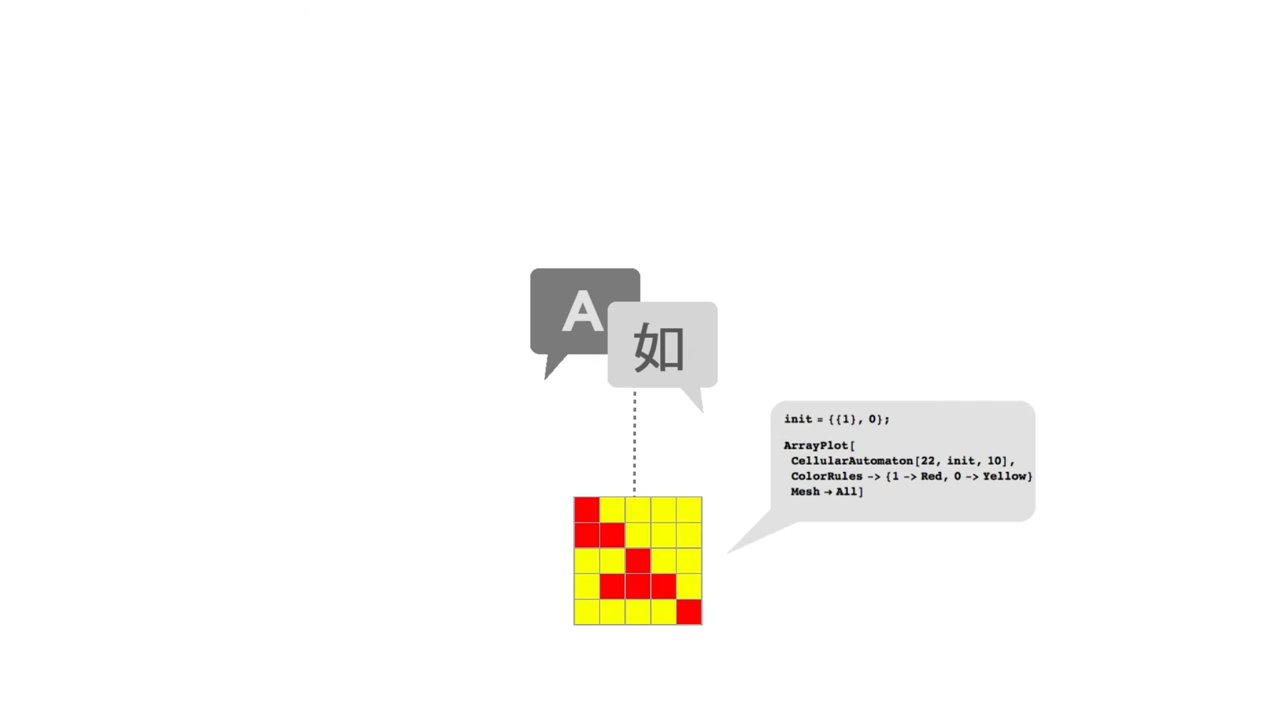 A
如
init = {{1}, 0};
ArrayPlot[
CellularAutomaton[22, init, 10],
ColorRules -> {1 -> Red, 0 -> Yellow}
Mesh → All]